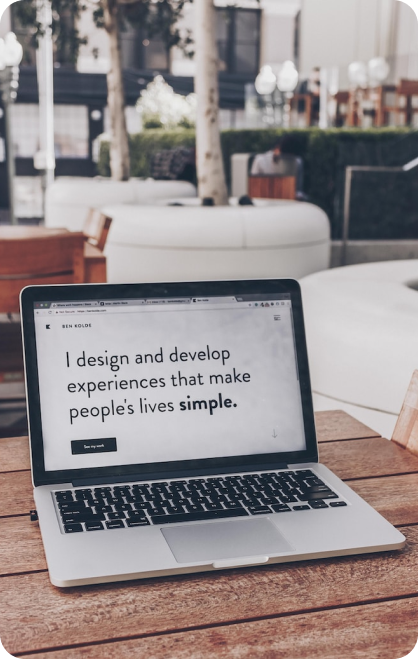 BEN KOLDE
I design and develop
experiences that make
people's lives simple.
See my work